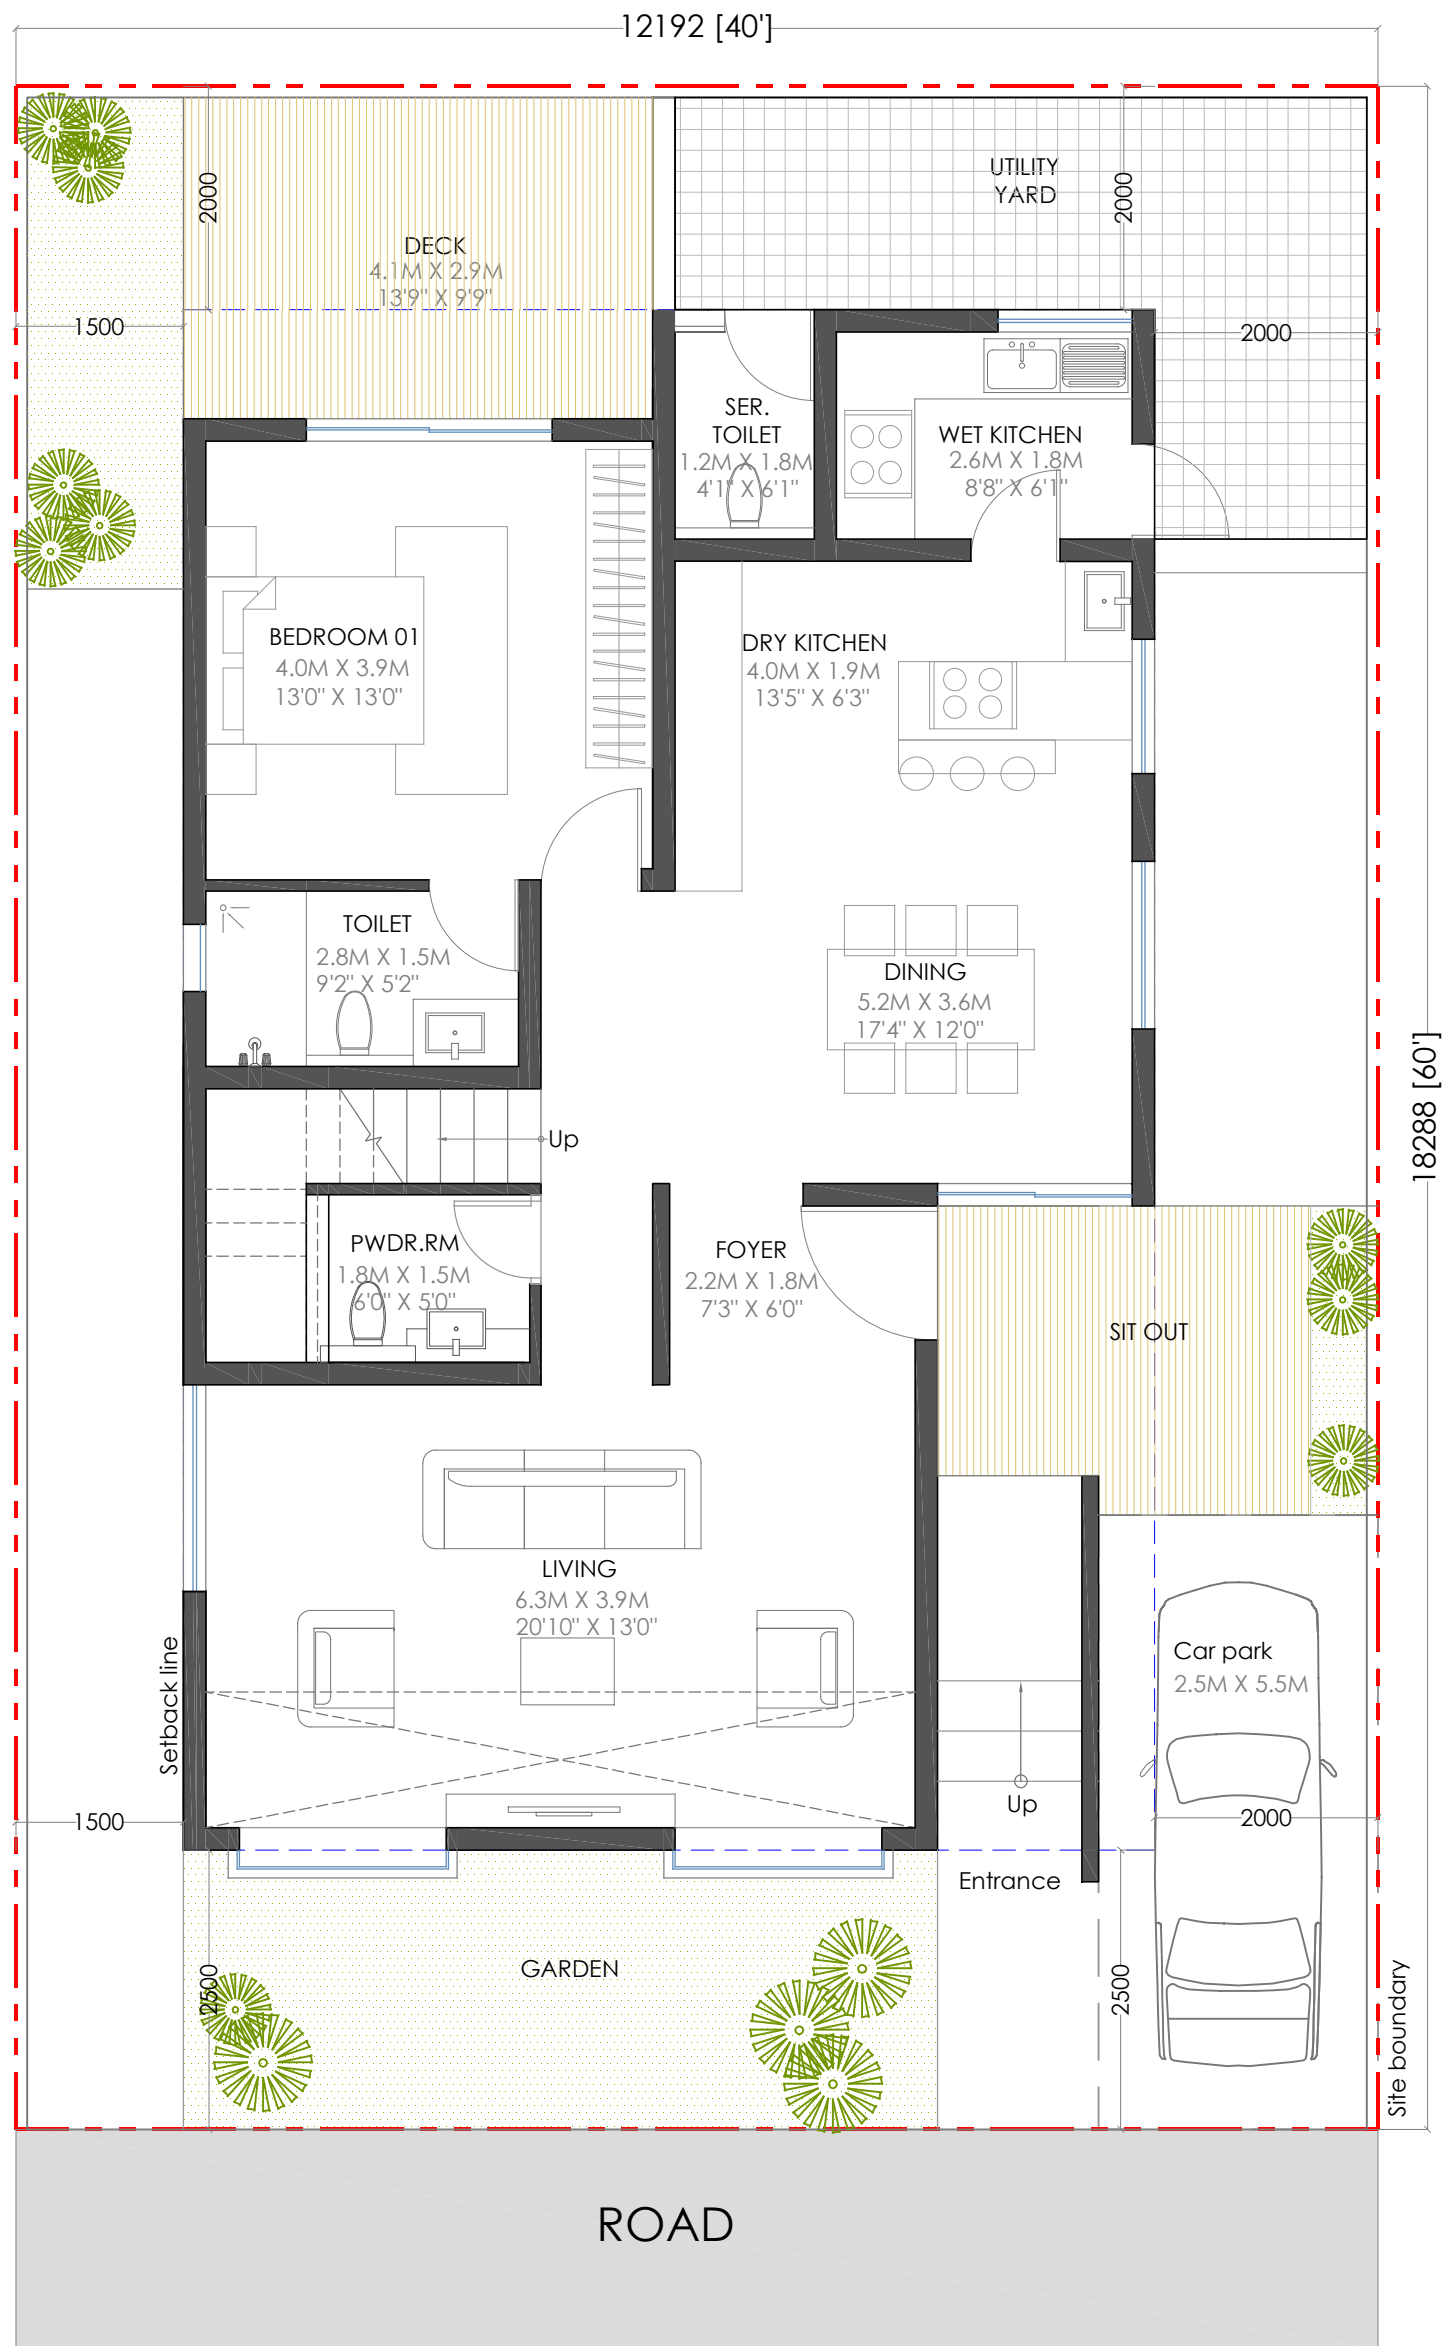 12192 [40']
UTILITY
YARD
2000
2000
DECK
4.1M X 2.9M
13'9" X 9'9"
1500
2000
SER.
TOILET
1.2M X 1.8M
4'1" X 6'1"
WET KITCHEN
2.6M X 1.8M
8'8" X 6'1"
BEDROOM 01
4.0M X 3.9M
13'0" X 13'0"
DRY KITCHEN
4.0M X 1.9M
13'5" X 6'3"
TOILET
2.8M X 1.5M
9'2" X 5'2"
DINING
5.2M X 3.6M
17'4" X 12'0"
18288 [60']
Up
PWDR.RM
1.8M X 1.5M
6'0" X 5'0"
FOYER
2.2M X 1.8M
7'3" X 6'0"
SIT OUT
LIVING
6.3M X 3.9M
20'10" X 13'0"
Setback line
Car park
2.5M X 5.5M
Up
1500
2000
Entrance
GARDEN
2500
2500
Site boundary
ROAD